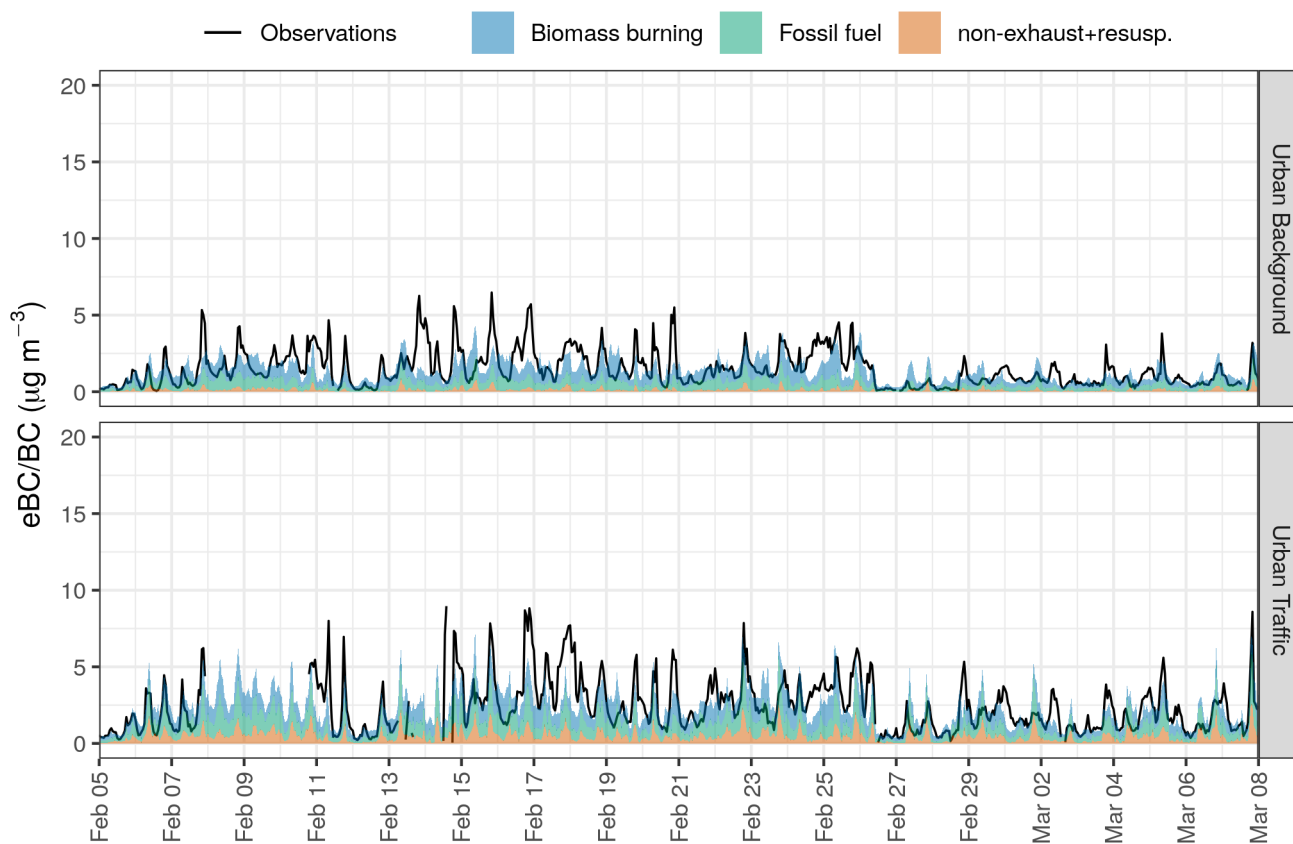 Observations Biomass burning Fossil fuel non-exhaust+resusp.
eBC/BC (μg m⁻³)
20
15
10
5
0
Urban Background
20
15
10
5
0
Urban Traffic
Feb 05 Feb 07 Feb 09 Feb 11 Feb 13 Feb 15 Feb 17 Feb 19 Feb 21 Feb 23 Feb 25 Feb 27 Feb 29 Mar 02 Mar 04 Mar 06 Mar 08